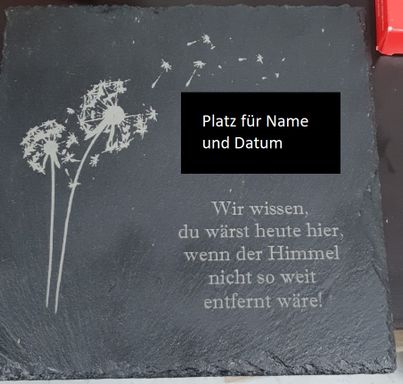 Platz für Name
und Datum
Wir wissen,
du wärst heute hier,
wenn der Himmel
nicht so weit
entfernt wäre!